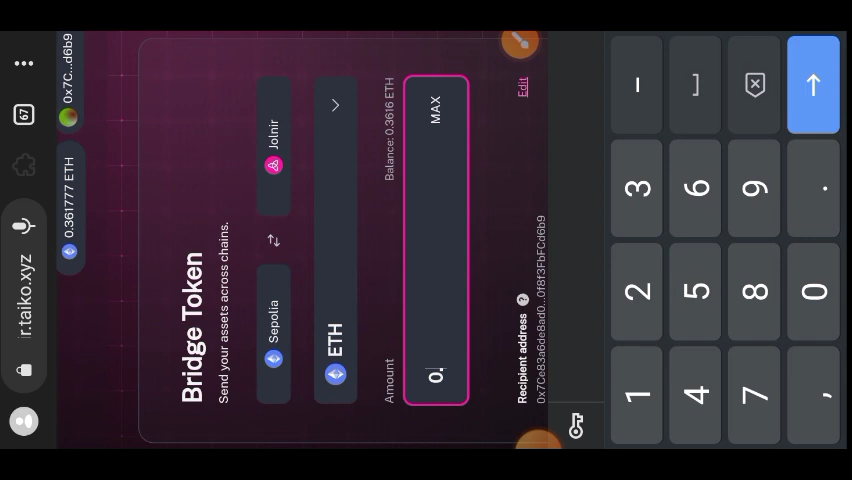 ir.taiko.xyz
67
0.361777 ETH
0x7C...d6b9
Bridge Token
Send your assets across chains.
Sepolia
Jolnir
ETH
Amount
Balance: 0.3616 ETH
0.
MAX
Recipient address ?
Edit
0x7Ce83a6de8ad0...0f8f3FbFCd6b9
1 2 3 -
4 5 6
7 8 9
, 0 .